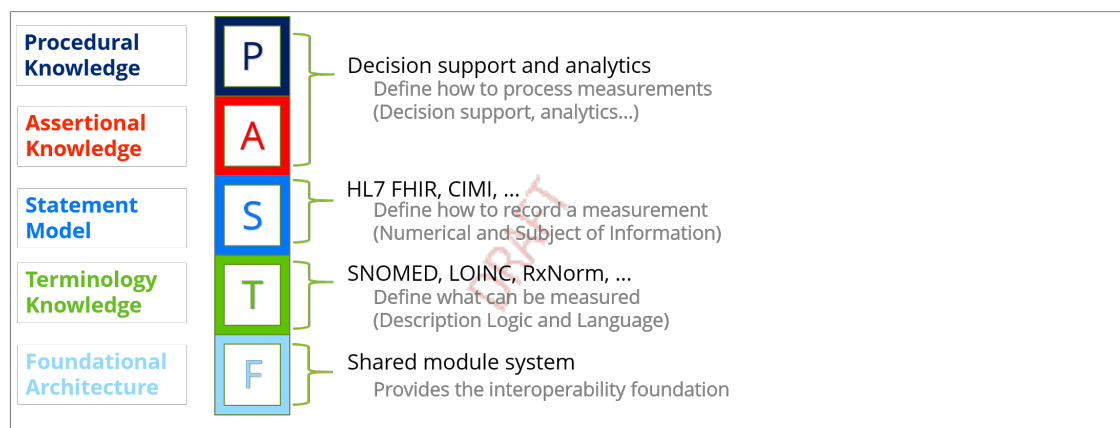 Procedural
Knowledge
P
Decision support and analytics
Define how to process measurements
(Decision support, analytics...)
Assertional
Knowledge
A
Statement
Model
S
HL7 FHIR, CIMI, ...
Define how to record a measurement
(Numerical and Subject of Information)
Terminology
Knowledge
T
SNOMED, LOINC, RxNorm, ...
Define what can be measured
(Description Logic and Language)
Foundational
Architecture
F
Shared module system
Provides the interoperability foundation
DRAFT